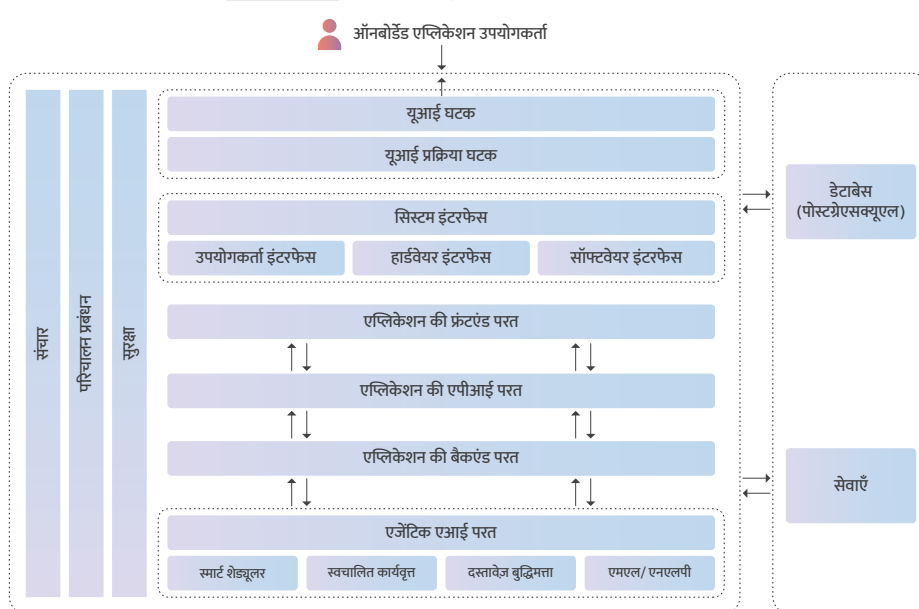 ऑनबोर्डेड एप्लिकेशन उपयोगकर्ता
संचार
परिचालन प्रबंधन
सुरक्षा
यूआई घटक
यूआई प्रक्रिया घटक
सिस्टम इंटरफेस
उपयोगकर्ता इंटरफेस
हार्डवेयर इंटरफेस
सॉफ्टवेयर इंटरफेस
एप्लिकेशन की फ्रंटएंड परत
एप्लिकेशन की एपीआई परत
एप्लिकेशन की बैकएंड परत
एजेंटिक एआई परत
स्मार्ट शेड्यूलर
स्वचालित कार्यवृत्त
दस्तावेज़ बुद्धिमत्ता
एमएल/ एनएलपी
डेटाबेस
(पोस्टग्रेएसक्यूएल)
सेवाएँ